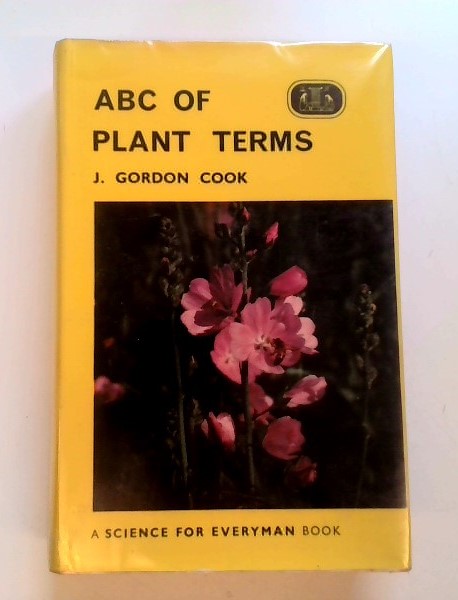 ABC OF
PLANT TERMS
J. GORDON COOK
A SCIENCE FOR EVERYMAN BOOK